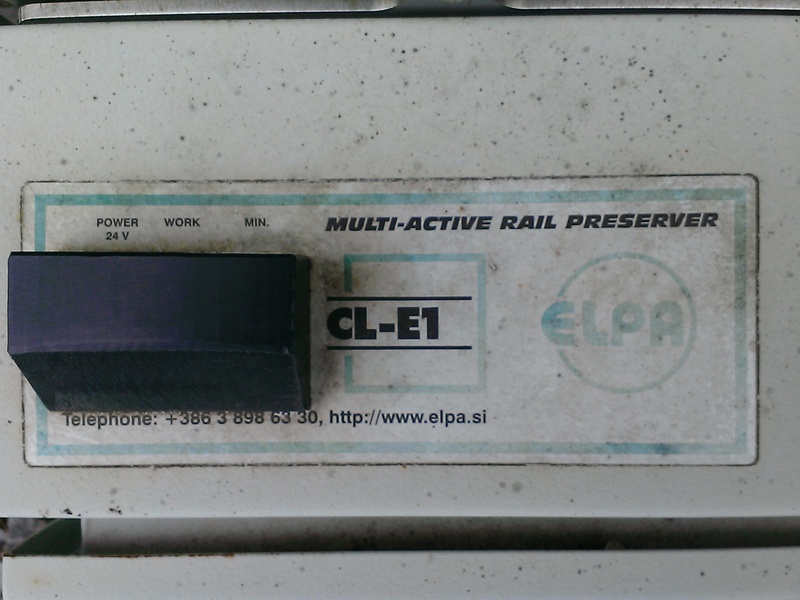 POWER WORK MIN.
24 V
MULTI-ACTIVE RAIL PRESERVER
CL-E1
ELPA
Telephone: +386 3 898 63 30, http://www.elpa.si